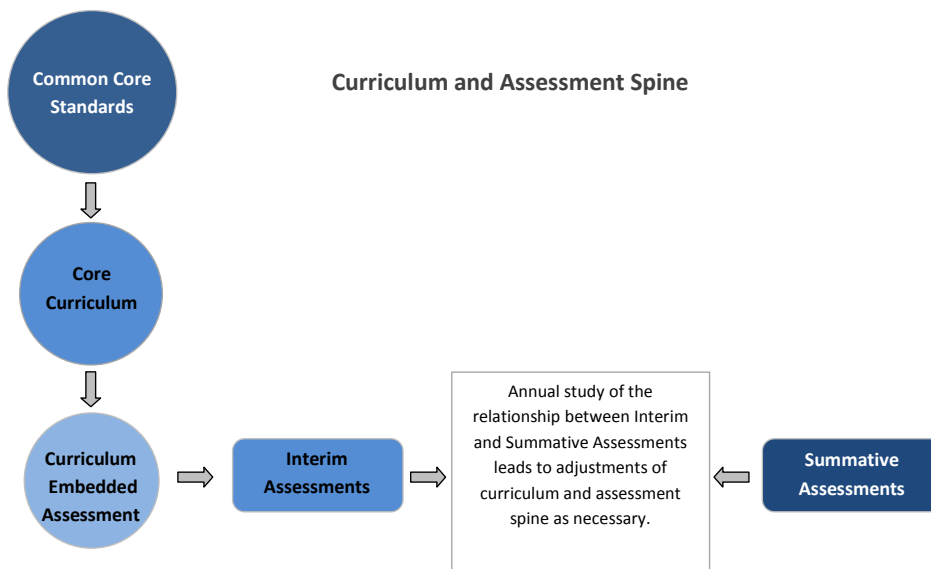 Common Core
Standards
Curriculum and Assessment Spine
Core
Curriculum
Curriculum
Embedded
Assessment
Interim
Assessments
Annual study of the
relationship between Interim
and Summative Assessments
leads to adjustments of
curriculum and assessment
spine as necessary.
Summative
Assessments